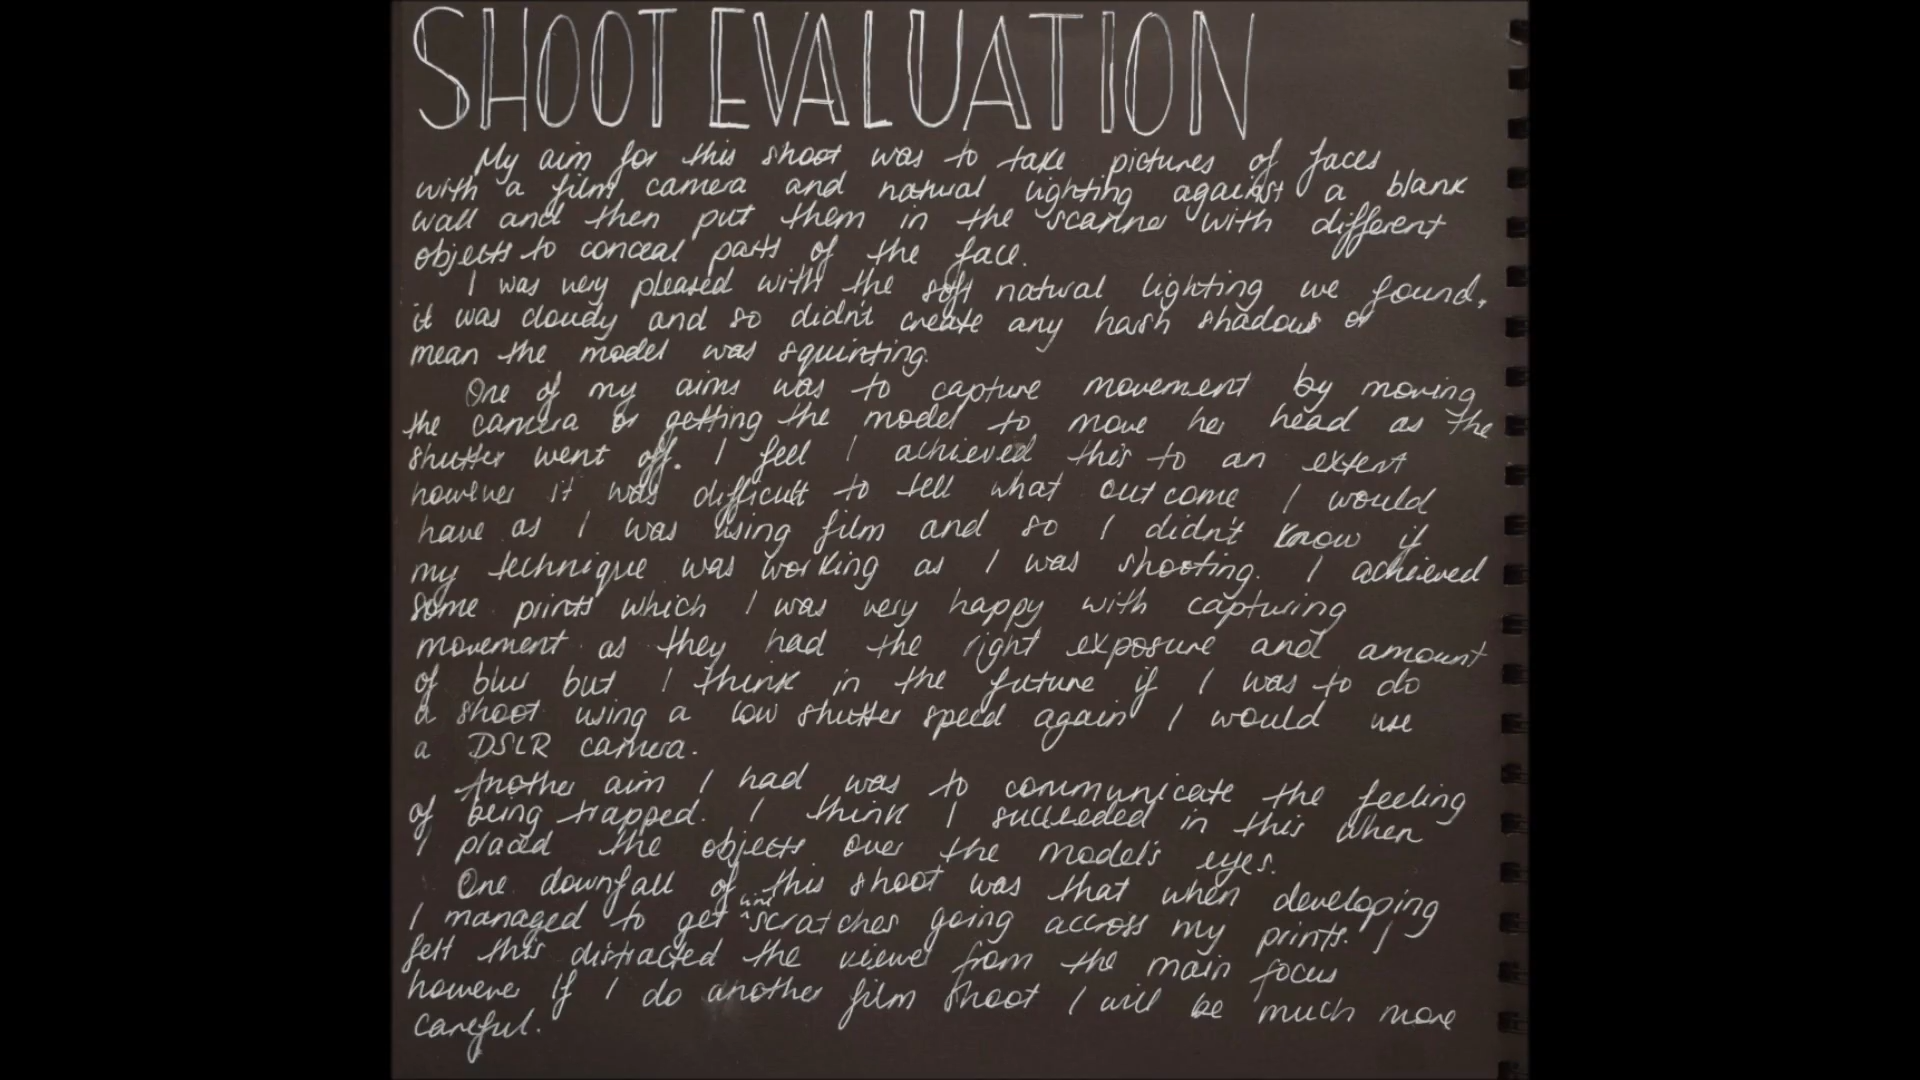 SHOOT EVALUATION
My aim for this shoot was to take pictures of faces
with a film camera and natural lighting against a blank
wall and then put them in the scanner with different
objects to conceal parts of the face.
I was very pleased with the soft natural lighting we found,
it was cloudy and so didn't create any harsh shadows or
mean the model was squinting.
One of my aims was to capture movement by moving
the camera or getting the model to move her head as the
shutter went off. I feel I achieved this to an extent
however it was difficult to tell what outcome I would
have as I was using film and so I didn't know if
my technique was working as I was shooting. I achieved
some prints which I was very happy with capturing
movement as they had the right exposure and amount
of blur but I think in the future if I was to do
a shoot using a low shutter speed again I would use
a DSLR camera.
Another aim I had was to communicate the feeling
of being trapped. I think I succeeded in this when
I placed the objects over the model's eyes.
One downfall of this shoot was that when developing
I managed to get line scratches going across my prints. I
felt this distracted the viewer from the main focus
however If I do another film shoot I will be much more
careful.